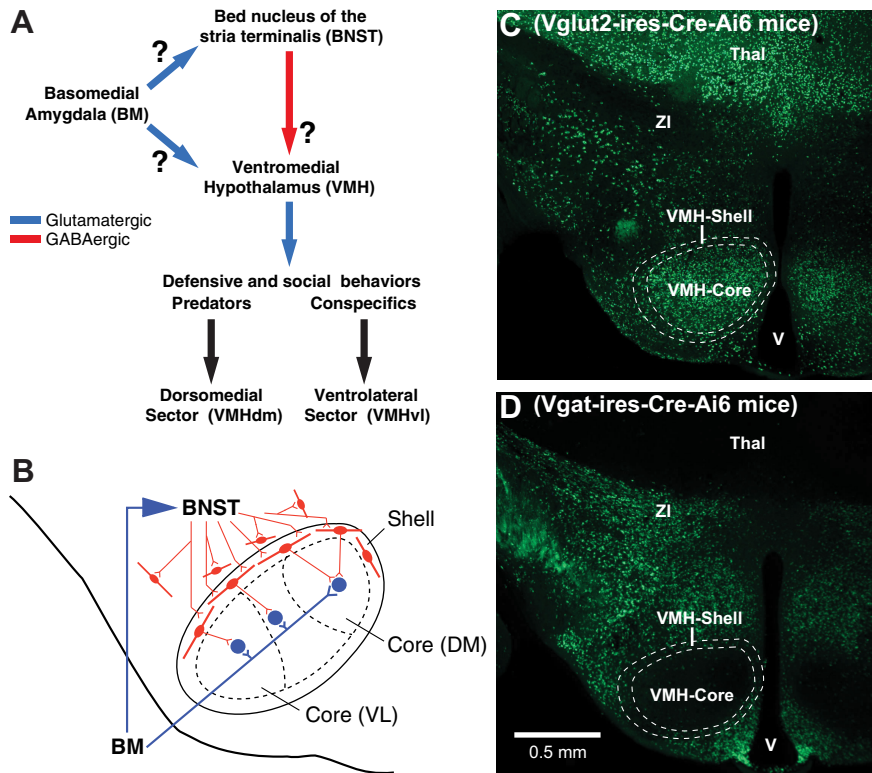 A
Bed nucleus of the
stria terminalis (BNST)
?
Basomedial
Amygdala (BM)
?
?
Ventromedial
Hypothalamus (VMH)
Glutamatergic
GABAergic
Defensive and social behaviors
Predators Conspecifics
Dorsomedial
Sector (VMHdm)
Ventrolateral
Sector (VMHvl)
B
BNST
Shell
Core (DM)
Core (VL)
BM
C (Vglut2-ires-Cre-Ai6 mice)
Thal
ZI
VMH-Shell
VMH-Core
V
D (Vgat-ires-Cre-Ai6 mice)
Thal
ZI
VMH-Shell
VMH-Core
V
0.5 mm